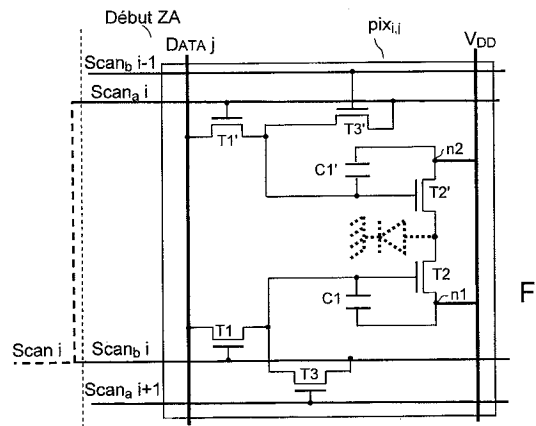 Début ZA
DATA j
pixi,j
VDD
Scanb i-1
Scana i
T1'
T3'
n2
C1'
T2'
T2
C1
n1
F
T1
Scan i
Scanb i
T3
Scana i+1